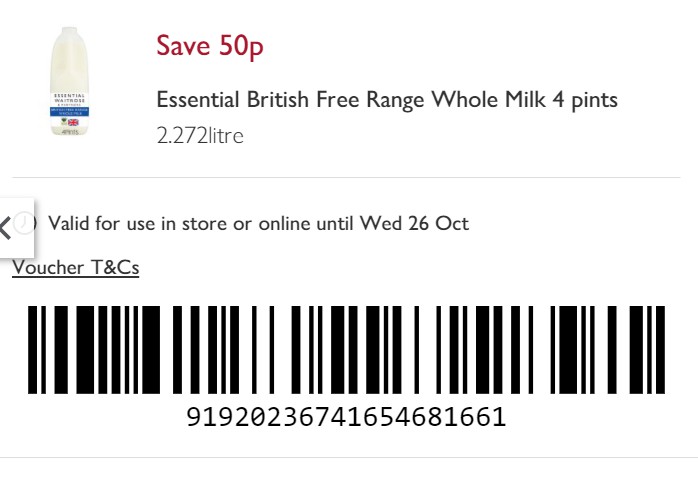 Save 50p
Essential British Free Range Whole Milk 4 pints
2.272litre
ESSENTIAL
WAITROSE
Valid for use in store or online until Wed 26 Oct
Voucher T&Cs
91920236741654681661